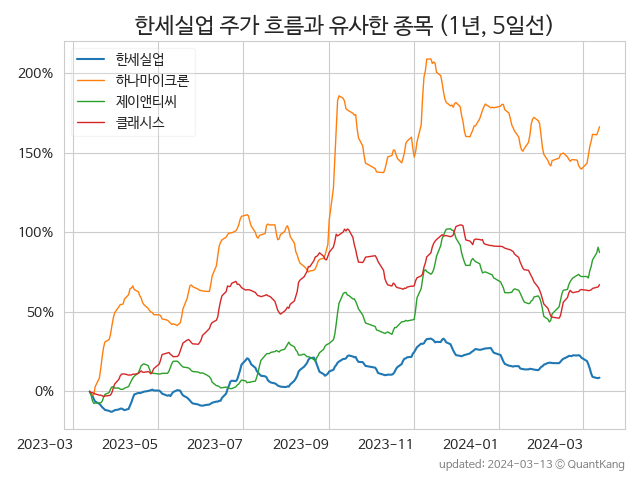 한세실업 주가 흐름과 유사한 종목 (1년, 5일선)
한세실업
하나마이크론
제이앤티씨
클래시스
200%
150%
100%
50%
0%
2023-03 2023-05 2023-07 2023-09 2023-11 2024-01 2024-03
updated: 2024-03-13 © QuantKang